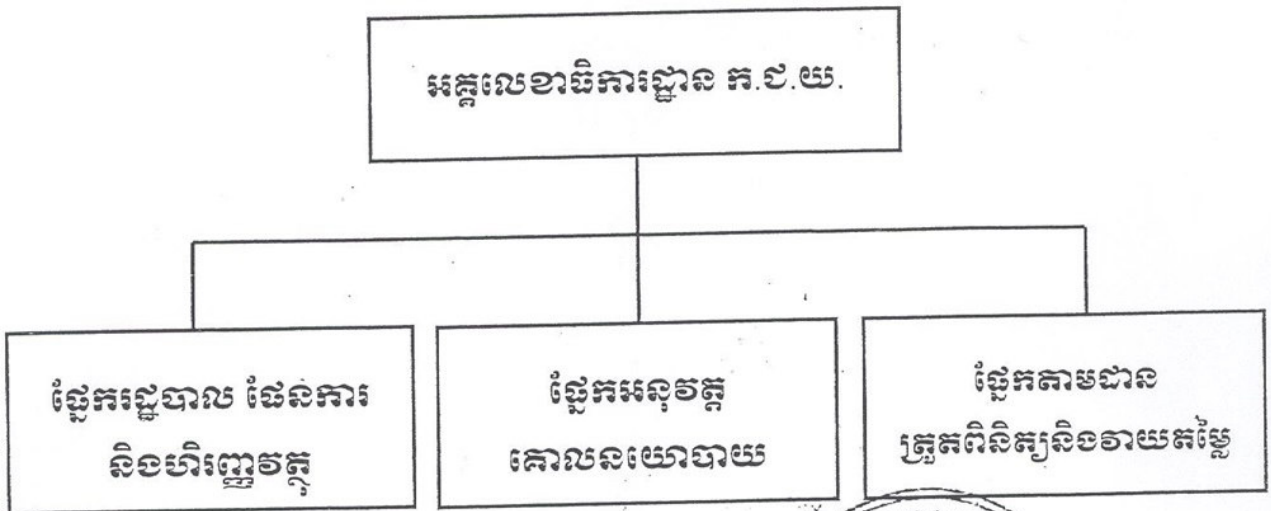 អគ្គលេខាធិការដ្ឋាន ក.ជ.យ.
ផ្នែករដ្ឋបាល ផែនការ
និងហិរញ្ញវត្ថុ
ផ្នែកអនុវត្ត
គោលនយោបាយ
ផ្នែកតាមដាន
ត្រួតពិនិត្យនិងវាយតម្លៃ